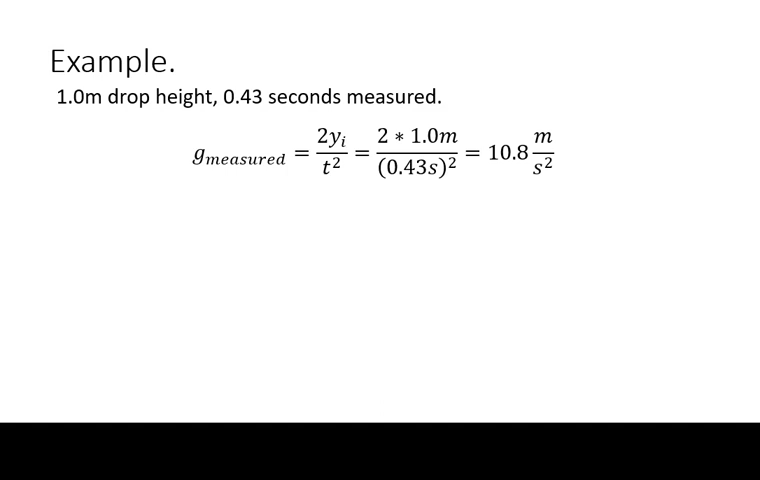 Example.
1.0m drop height, 0.43 seconds measured.
g_measured = 2y_i / t^2 = 2 * 1.0m / (0.43s)^2 = 10.8 m / s^2